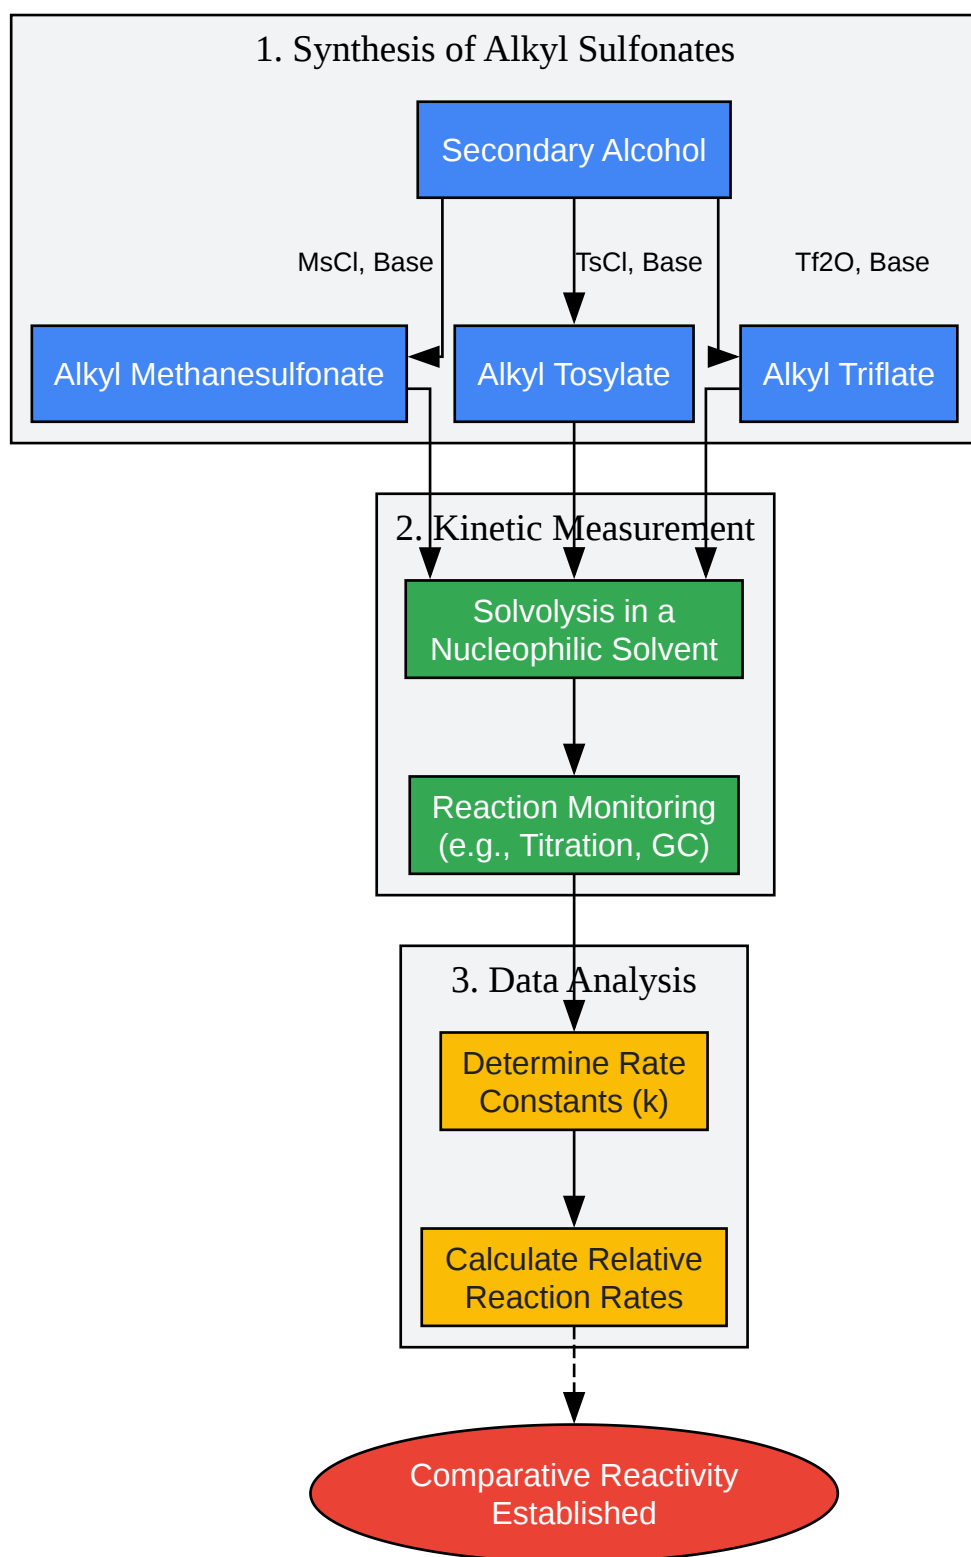 1. Synthesis of Alkyl Sulfonates
Secondary Alcohol
MsCl, Base
TsCl, Base
Tf2O, Base
Alkyl Methanesulfonate
Alkyl Tosylate
Alkyl Triflate
2. Kinetic Measurement
Solvolysis in a
Nucleophilic Solvent
Reaction Monitoring
(e.g., Titration, GC)
3. Data Analysis
Determine Rate
Constants (k)
Calculate Relative
Reaction Rates
Comparative Reactivity
Established